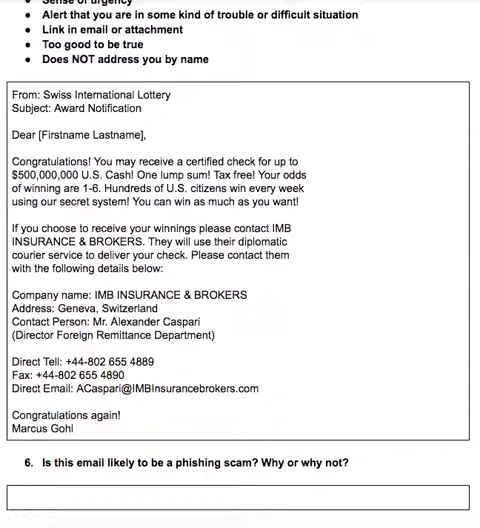 Sense of urgency
Alert that you are in some kind of trouble or difficult situation
Link in email or attachment
Too good to be true
Does NOT address you by name
From: Swiss International Lottery
Subject: Award Notification
Dear [Firstname Lastname],
Congratulations! You may receive a certified check for up to
$500,000,000 U.S. Cash! One lump sum! Tax free! Your odds
of winning are 1-6. Hundreds of U.S. citizens win every week
using our secret system! You can win as much as you want!
If you choose to receive your winnings please contact IMB
INSURANCE & BROKERS. They will use their diplomatic
courier service to deliver your check. Please contact them
with the following details below:
Company name: IMB INSURANCE & BROKERS
Address: Geneva, Switzerland
Contact Person: Mr. Alexander Caspari
(Director Foreign Remittance Department)
Direct Tell: +44-802 655 4889
Fax: +44-802 655 4890
Direct Email: ACaspari@IMBInsurancebrokers.com
Congratulations again!
Marcus Gohl
6. Is this email likely to be a phishing scam? Why or why not?